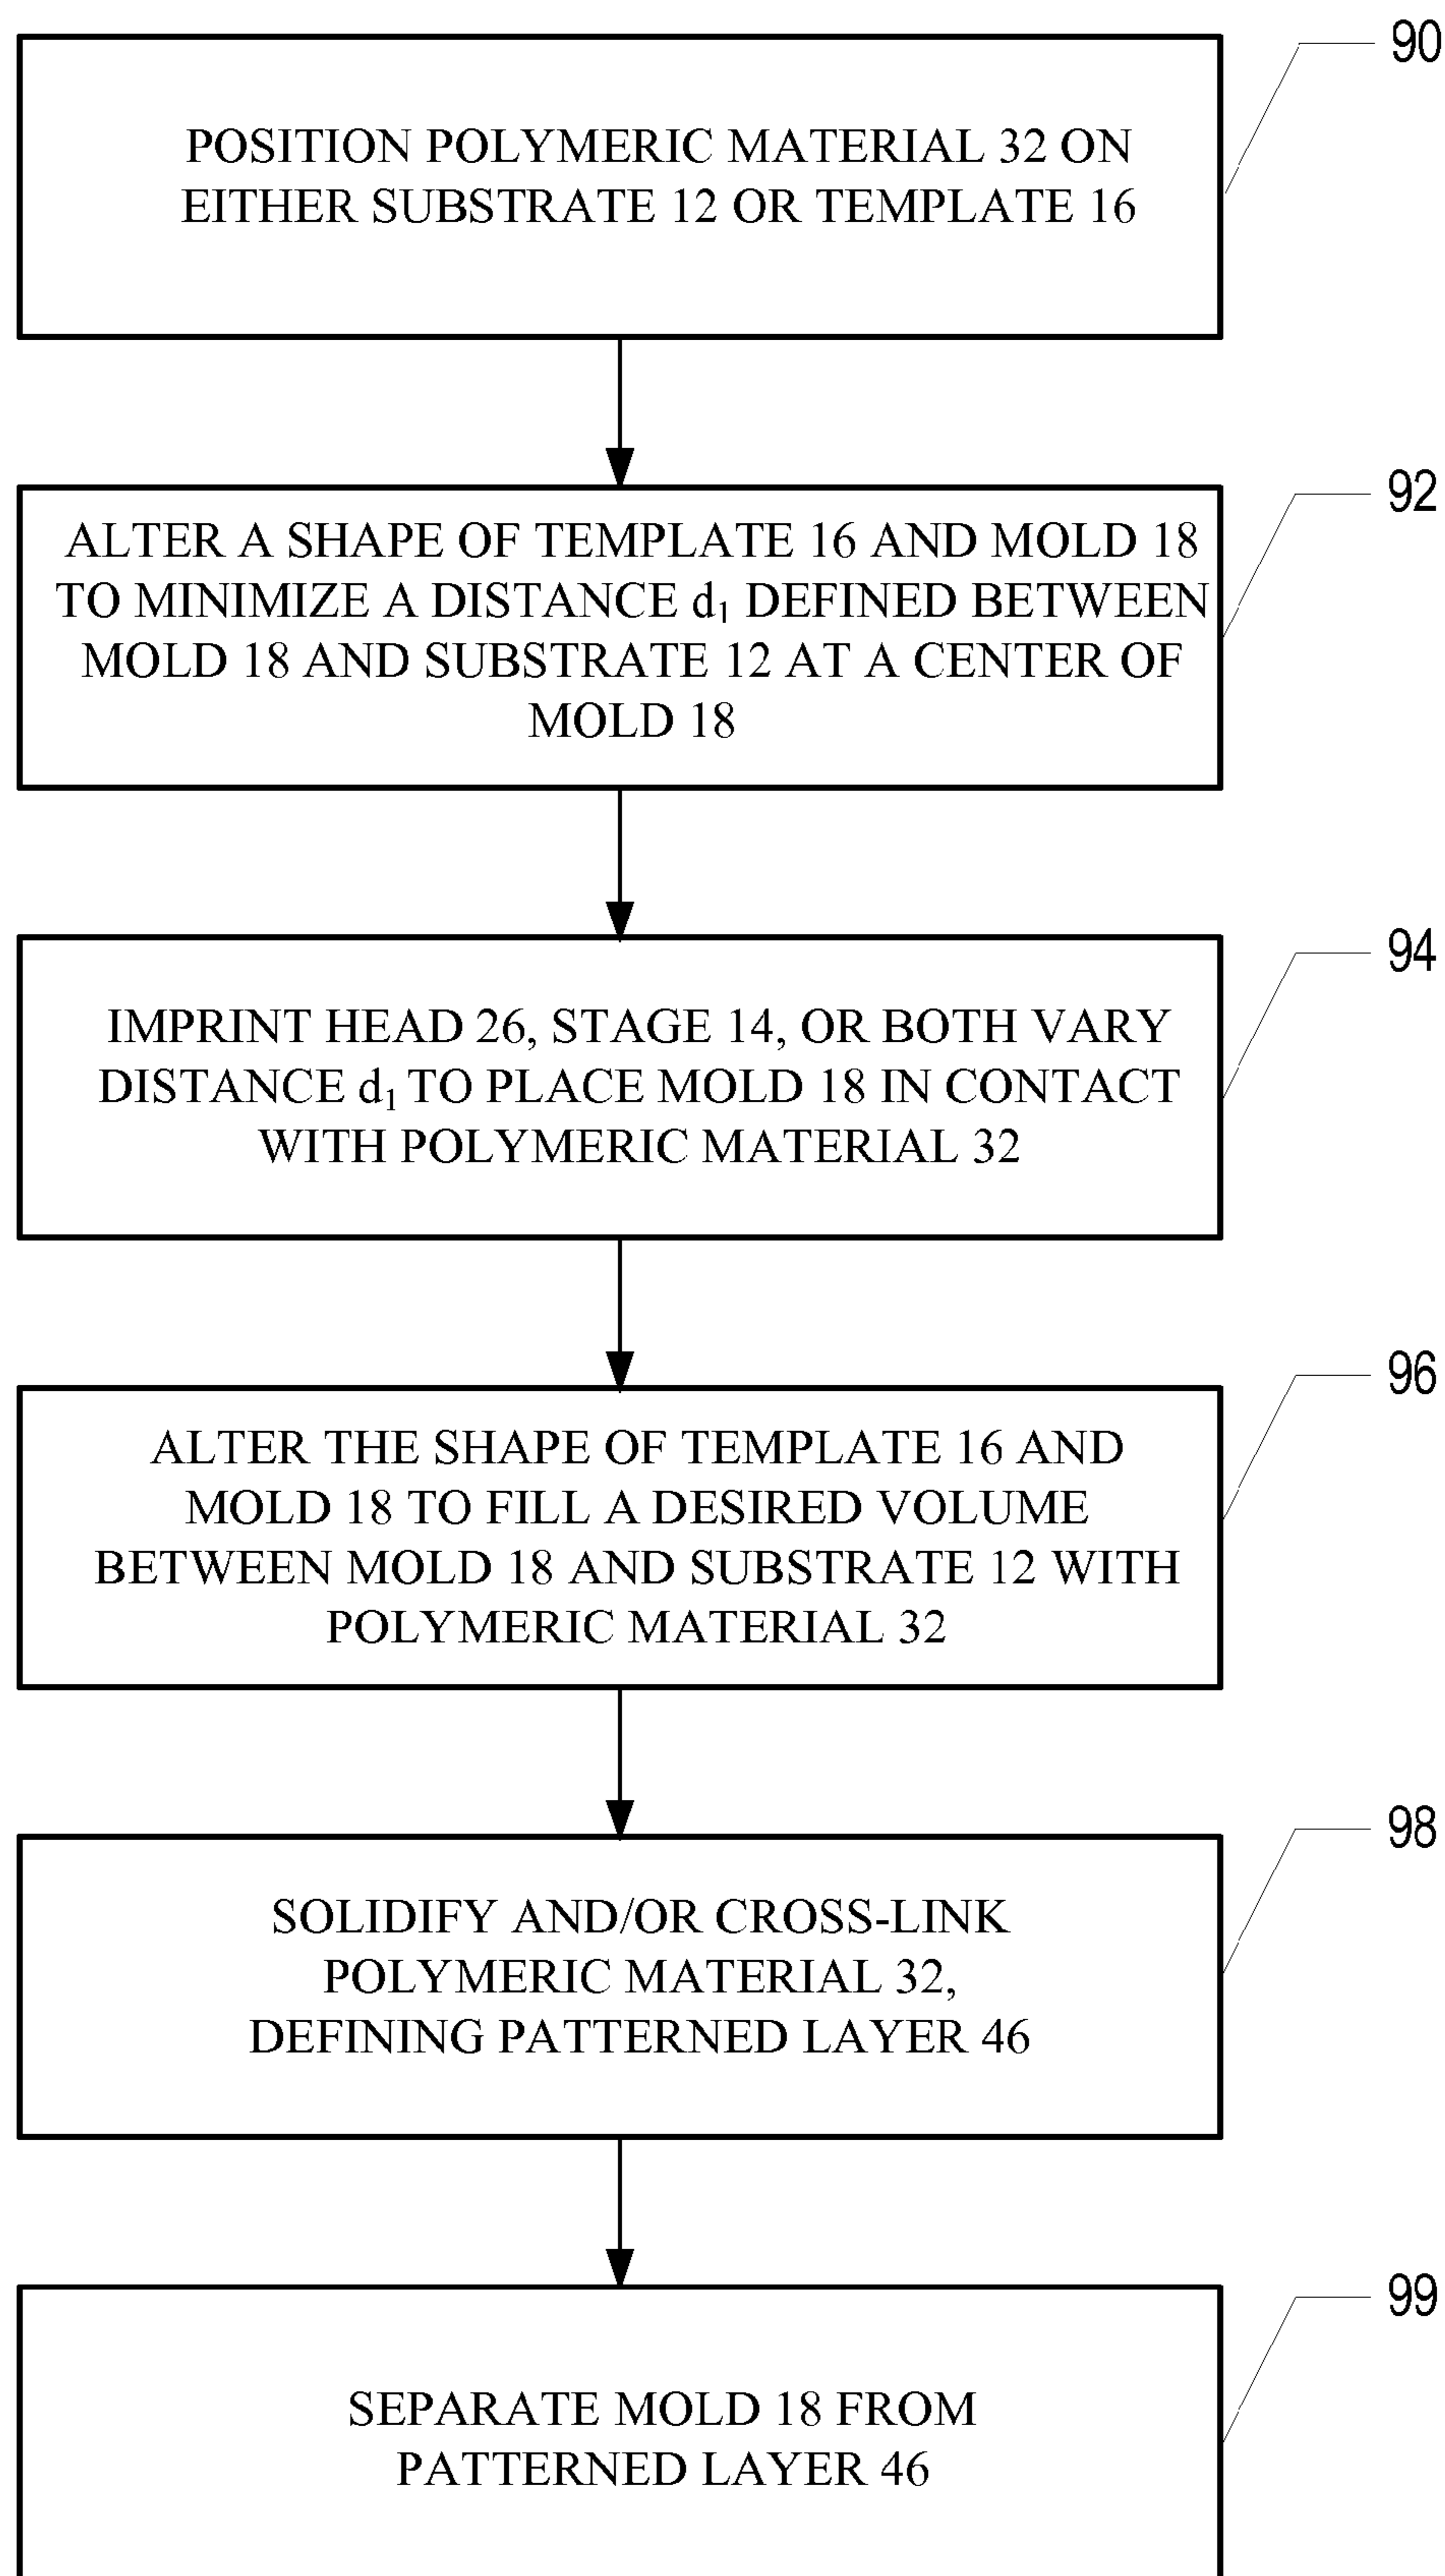 90
POSITION POLYMERIC MATERIAL 32 ON
EITHER SUBSTRATE 12 OR TEMPLATE 16
92
ALTER A SHAPE OF TEMPLATE 16 AND MOLD 18
TO MINIMIZE A DISTANCE d₁ DEFINED BETWEEN
MOLD 18 AND SUBSTRATE 12 AT A CENTER OF
MOLD 18
94
IMPRINT HEAD 26, STAGE 14, OR BOTH VARY
DISTANCE d₁ TO PLACE MOLD 18 IN CONTACT
WITH POLYMERIC MATERIAL 32
96
ALTER THE SHAPE OF TEMPLATE 16 AND
MOLD 18 TO FILL A DESIRED VOLUME
BETWEEN MOLD 18 AND SUBSTRATE 12 WITH
POLYMERIC MATERIAL 32
98
SOLIDIFY AND/OR CROSS-LINK
POLYMERIC MATERIAL 32,
DEFINING PATTERNED LAYER 46
99
SEPARATE MOLD 18 FROM
PATTERNED LAYER 46